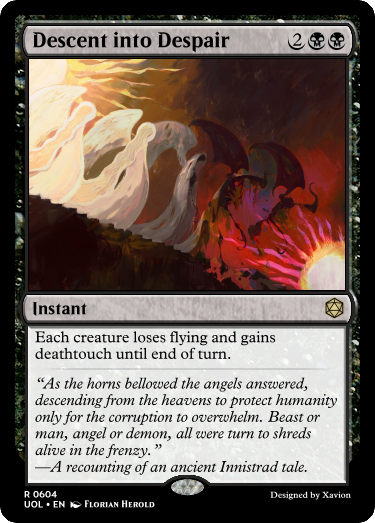 Descent into Despair 2
Instant
Each creature loses flying and gains
deathtouch until end of turn.
“As the horns bellowed the angels answered,
descending from the heavens to protect humanity
only for the corruption to overwhelm. Beast or
man, angel or demon, all were turn to shreds
alive in the frenzy.”
—A recounting of an ancient Innistrad tale.
R 0604
UOL • EN Florian Herold
Designed by Xavion